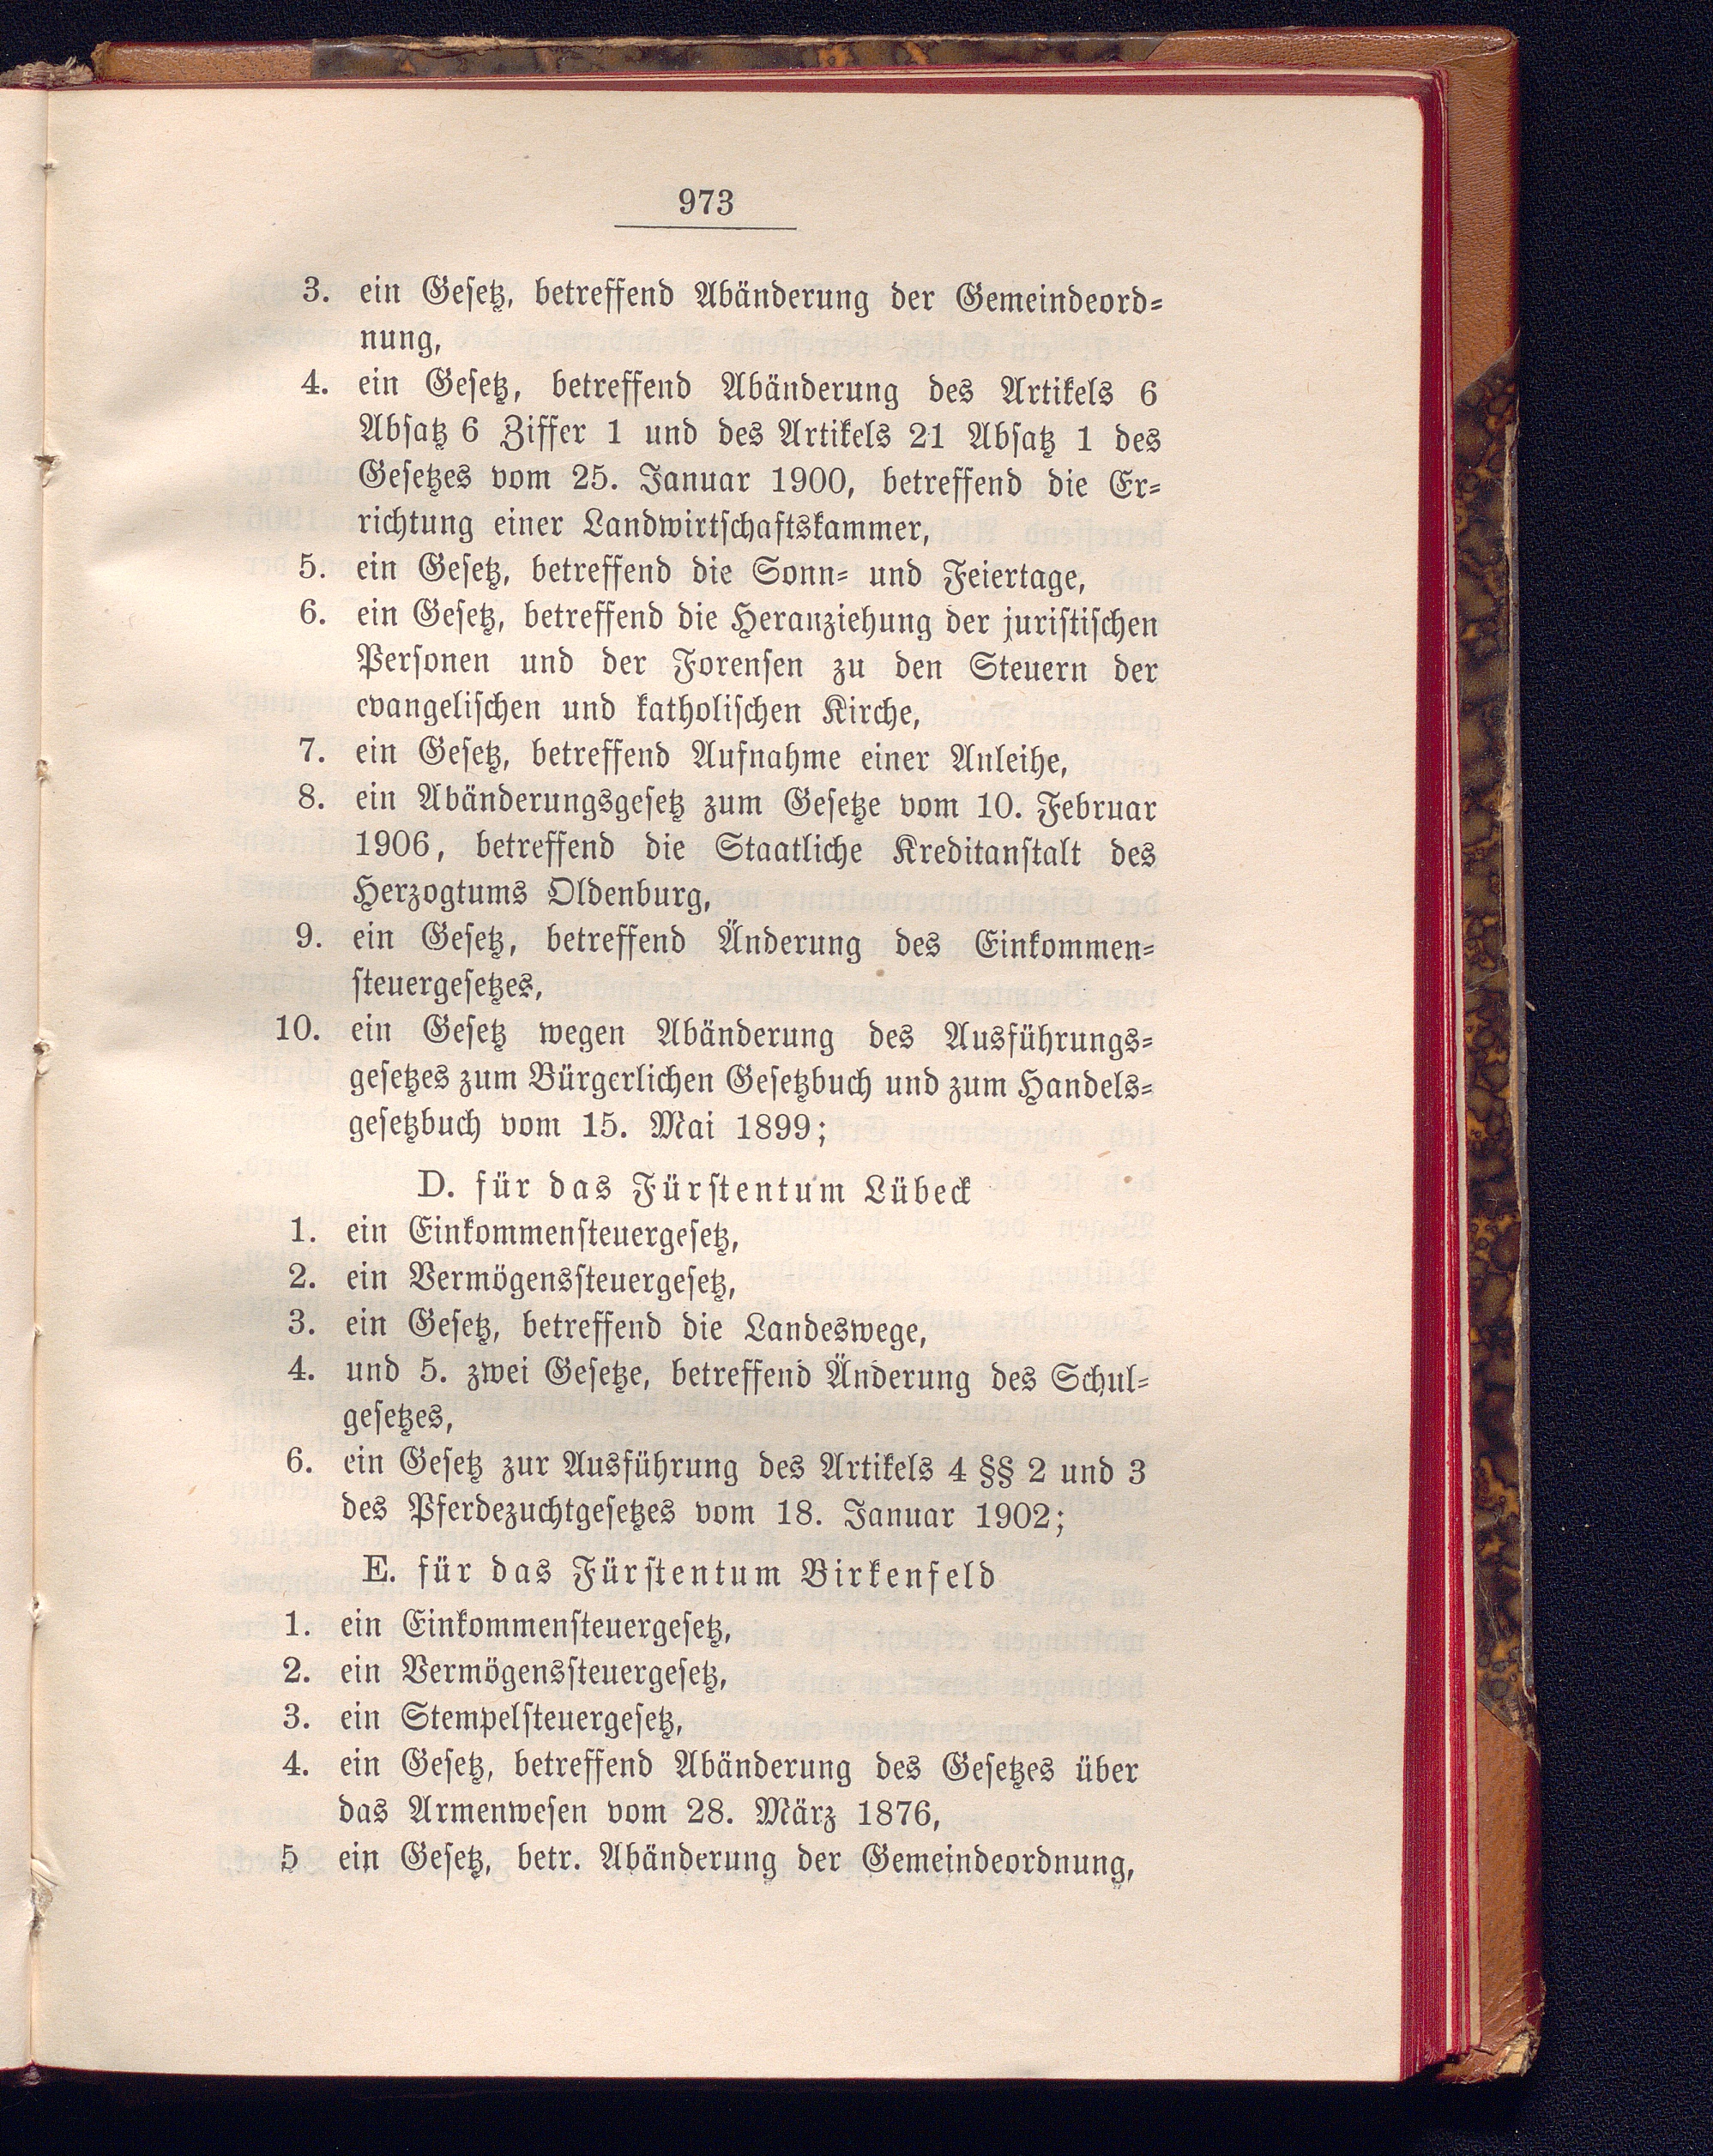 973
3. ein Gesetz, betreffend Abänderung der Gemeindeord-
nung,
4. ein Gesetz, betreffend Abänderung des Artikels 6
Absatz 6 Ziffer 1 und des Artikels 21 Absatz 1 des
Gesetzes vom 25. Januar 1900, betreffend die Er-
richtung einer Landwirtschaftskammer,
5. ein Gesetz, betreffend die Sonn- und Feiertage,
6. ein Gesetz, betreffend die Heranziehung der juristischen
Personen und der Forensen zu den Steuern der
evangelischen und katholischen Kirche,
7. ein Gesetz, betreffend Aufnahme einer Anleihe,
8. ein Abänderungsgesetz zum Gesetze vom 10. Februar
1906, betreffend die Staatliche Kreditanstalt des
Herzogtums Oldenburg,
9. ein Gesetz, betreffend Änderung des Einkommen-
steuergesetzes,
10. ein Gesetz wegen Abänderung des Ausführungs-
gesetzes zum Bürgerlichen Gesetzbuch und zum Handels-
gesetzbuch vom 15. Mai 1899;
D. für das Fürstentum Lübeck
1. ein Einkommensteuergesetz,
2. ein Vermögenssteuergesetz,
3. ein Gesetz, betreffend die Landeswege,
4. und 5. zwei Gesetze, betreffend Änderung des Schul-
gesetzes,
6. ein Gesetz zur Ausführung des Artikels 4 §§ 2 und 3
des Pferdezuchtgesetzes vom 18. Januar 1902;
E. für das Fürstentum Birkenfeld
1. ein Einkommensteuergesetz,
2. ein Vermögenssteuergesetz,
3. ein Stempelsteuergesetz,
4. ein Gesetz, betreffend Abänderung des Gesetzes über
das Armenwesen vom 28. März 1876,
5 ein Gesetz, betr. Abänderung der Gemeindeordnung,